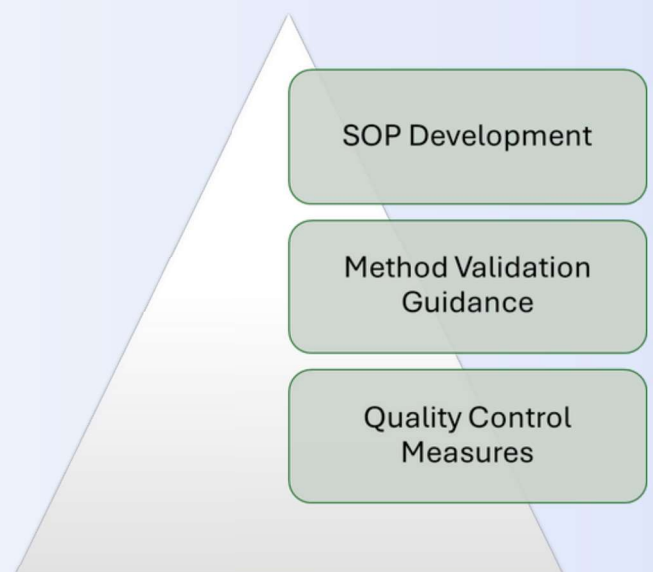 SOP Development
Method Validation
Guidance
Quality Control
Measures